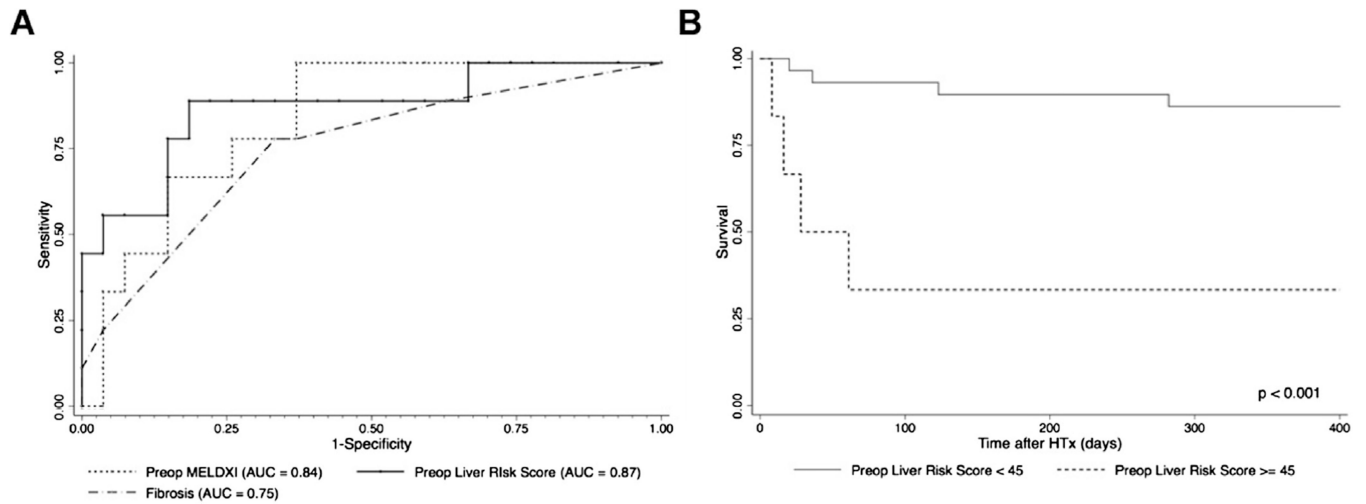 A
Sensitivity
1.00
0.75
0.50
0.25
0.00
0.00 0.25 0.50 0.75 1.00
1-Specificity
Preop MELDXI (AUC = 0.84) Preop Liver RIsk Score (AUC = 0.87)
Fibrosis (AUC = 0.75)
B
Survival
1.00
0.75
0.50
0.25
0.00
p < 0.001
0 100 200 300 400
Time after HTx (days)
Preop Liver Risk Score < 45 Preop Liver Risk Score >= 45